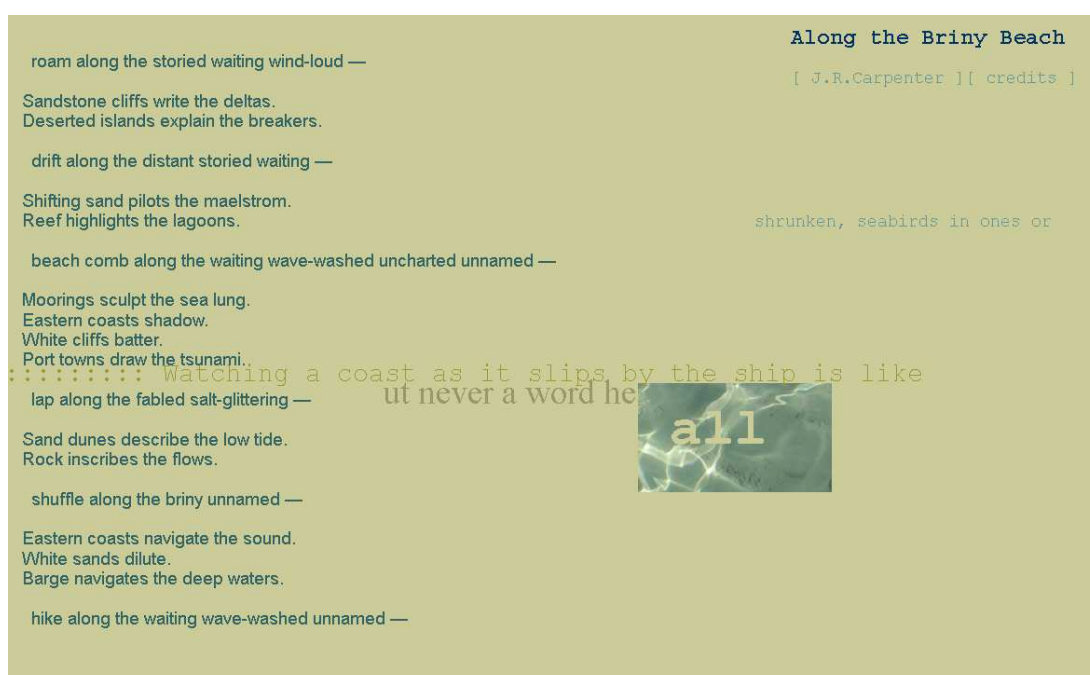 Along the Briny Beach
[ J.R.Carpenter ][ credits ]
roam along the storied waiting wind-loud —
Sandstone cliffs write the deltas.
Deserted islands explain the breakers.
drift along the distant storied waiting —
Shifting sand pilots the maelstrom.
Reef highlights the lagoons.
shrunken, seabirds in ones or
beach comb along the waiting wave-washed uncharted unnamed —
Moorings sculpt the sea lung.
Eastern coasts shadow.
White cliffs batter.
Port towns draw the tsunami.
::::::::: Watching a coast as it slips by the ship is like
ut never a word he
all
lap along the fabled salt-glittering —
Sand dunes describe the low tide.
Rock inscribes the flows.
shuffle along the briny unnamed —
Eastern coasts navigate the sound.
White sands dilute.
Barge navigates the deep waters.
hike along the waiting wave-washed unnamed —